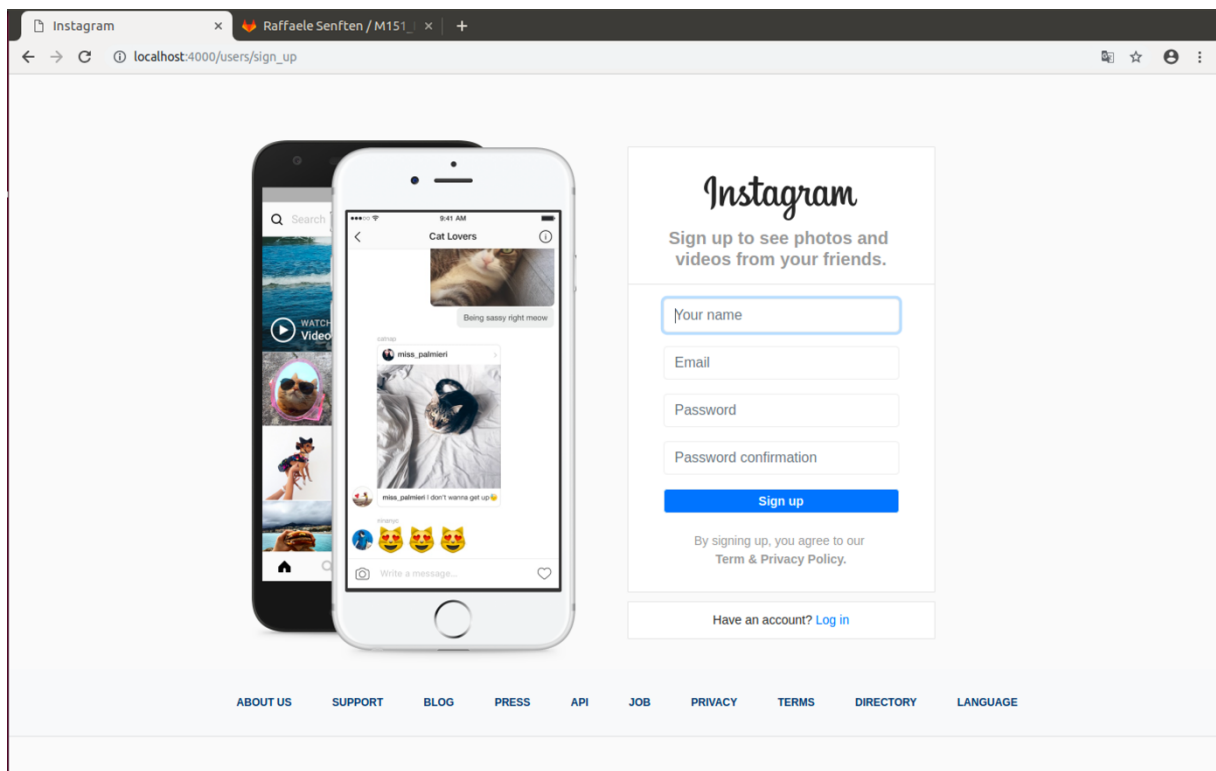 Instagram
Raffaele Senften / M151_
localhost:4000/users/sign_up
Search
WATCH
Video
9:41 AM
Cat Lovers
Being sassy right meow
catnapi
miss_palmieri
miss_palmieri I don't wanna get up
Write a message...
Instagram
Sign up to see photos and
videos from your friends.
Your name
Email
Password
Password confirmation
Sign up
By signing up, you agree to our
Term & Privacy Policy.
Have an account? Log in
ABOUT US SUPPORT BLOG PRESS API JOB PRIVACY TERMS DIRECTORY LANGUAGE